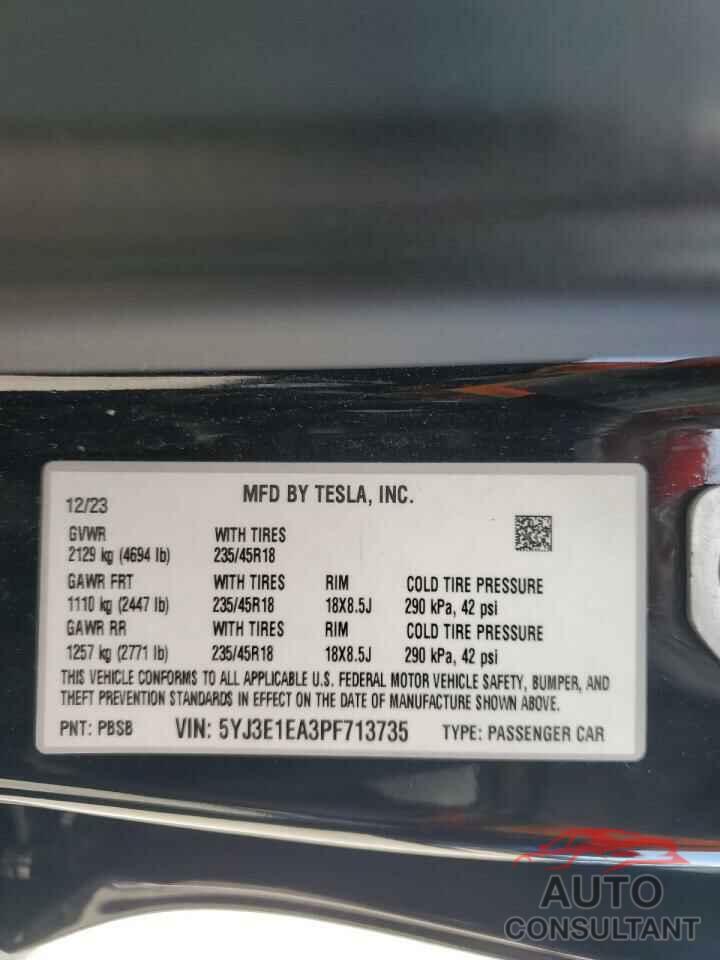 12/23 MFD BY TESLA, INC.
GVWR WITH TIRES
2129 kg (4694 lb) 235/45R18
GAWR FRT WITH TIRES RIM COLD TIRE PRESSURE
1110 kg (2447 lb) 235/45R18 18X8.5J 290 kPa, 42 psi
GAWR RR WITH TIRES RIM COLD TIRE PRESSURE
1257 kg (2771 lb) 235/45R18 18X8.5J 290 kPa, 42 psi
THIS VEHICLE CONFORMS TO ALL APPLICABLE U.S. FEDERAL MOTOR VEHICLE SAFETY, BUMPER, AND
THEFT PREVENTION STANDARDS IN EFFECT ON THE DATE OF MANUFACTURE SHOWN ABOVE.
PNT: PBSB VIN: 5YJ3E1EA3PF713735 TYPE: PASSENGER CAR
AUTO
CONSULTANT